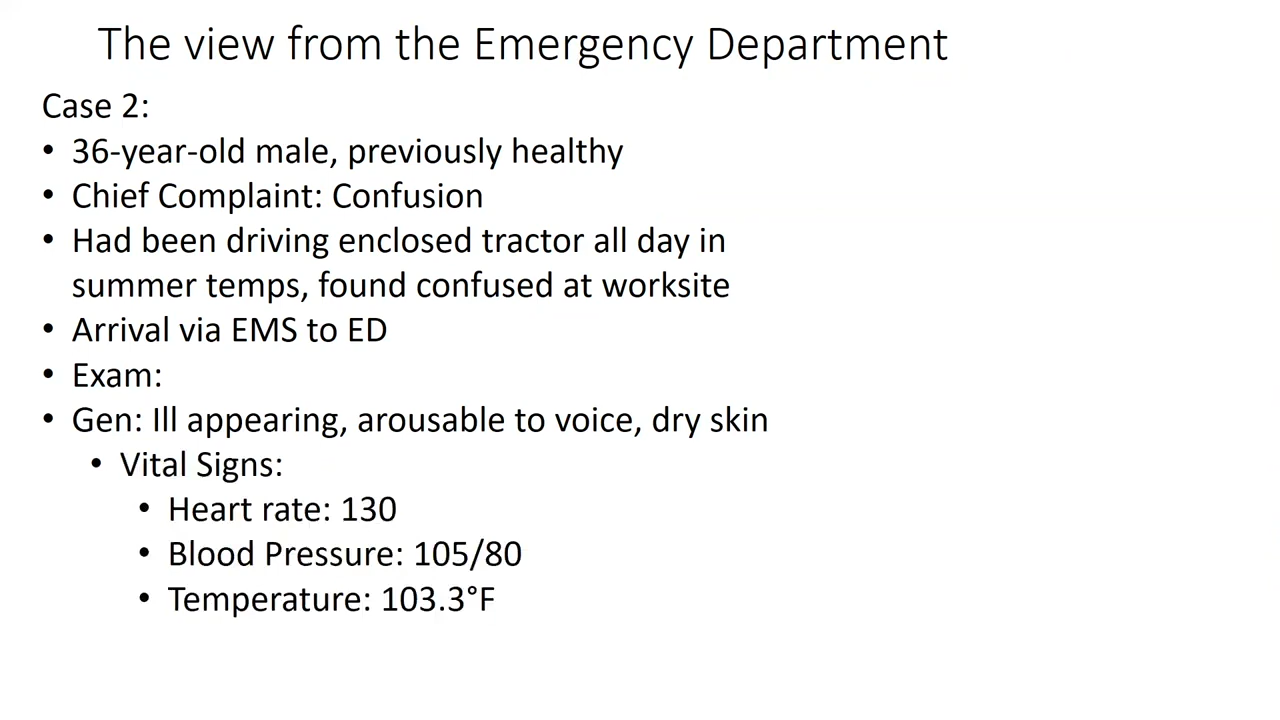 The view from the Emergency Department
Case 2:
• 36-year-old male, previously healthy
• Chief Complaint: Confusion
• Had been driving enclosed tractor all day in
summer temps, found confused at worksite
• Arrival via EMS to ED
• Exam:
• Gen: Ill appearing, arousable to voice, dry skin
• Vital Signs:
• Heart rate: 130
• Blood Pressure: 105/80
• Temperature: 103.3°F